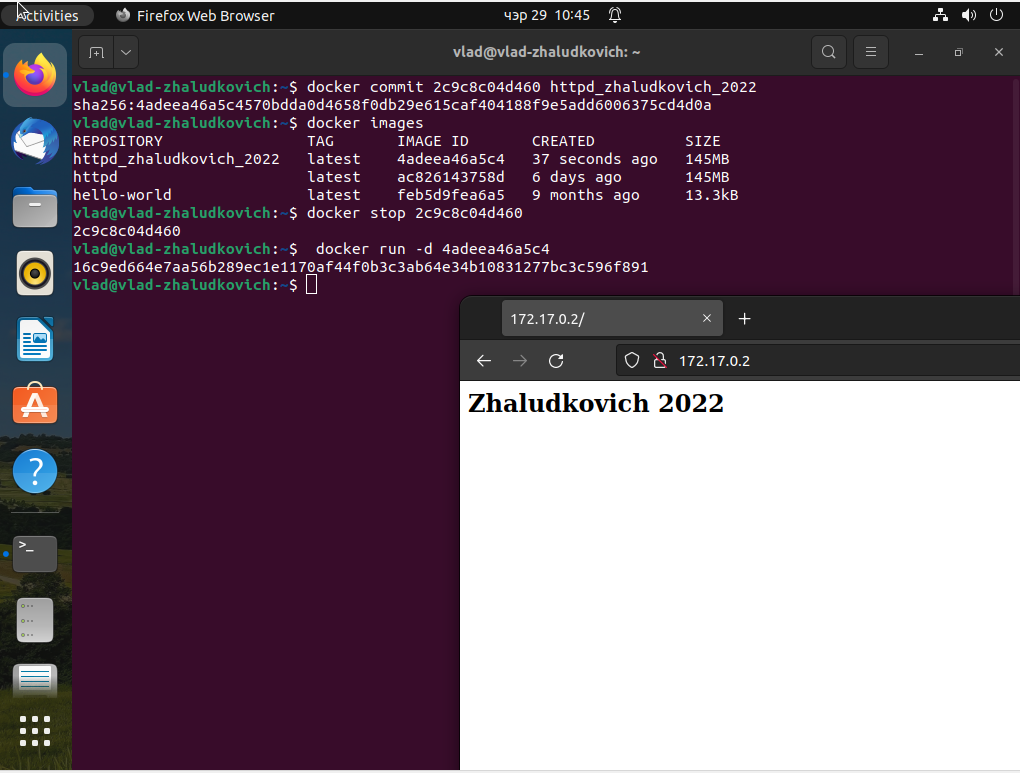 Activities
Firefox Web Browser
чэр 29 10:45
vlad@vlad-zhaludkovich: ~
vlad@vlad-zhaludkovich:~$ docker commit 2c9c8c04d460 httpd_zhaludkovich_2022
sha256:4adeea46a5c4570bdda0d4658f0db29e615caf404188f9e5add6006375cd4d0a
vlad@vlad-zhaludkovich:~$ docker images
REPOSITORY TAG IMAGE ID CREATED SIZE
httpd_zhaludkovich_2022 latest 4adeea46a5c4 37 seconds ago 145MB
httpd latest ac826143758d 6 days ago 145MB
hello-world latest feb5d9fea6a5 9 months ago 13.3kB
vlad@vlad-zhaludkovich:~$ docker stop 2c9c8c04d460
2c9c8c04d460
vlad@vlad-zhaludkovich:~$  docker run -d 4adeea46a5c4
16c9ed664e7aa56b289ec1e1170af44f0b3c3ab64e34b10831277bc3c596f891
vlad@vlad-zhaludkovich:~$
172.17.0.2/
172.17.0.2
Zhaludkovich 2022